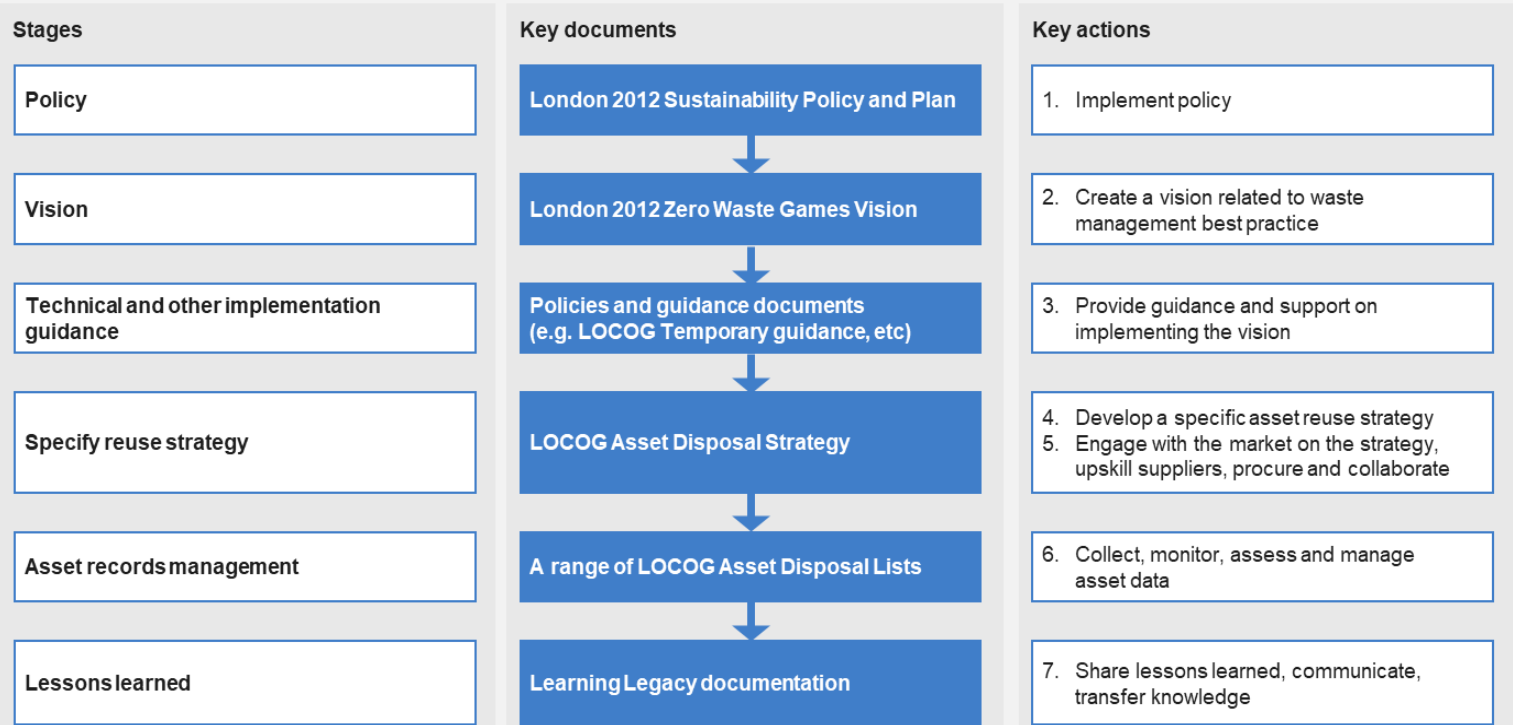 Stages
Key documents
Key actions
Policy
London 2012 Sustainability Policy and Plan
1. Implement policy
Vision
London 2012 Zero Waste Games Vision
2. Create a vision related to waste
management best practice
Technical and other implementation
guidance
Policies and guidance documents
(e.g. LOCOG Temporary guidance, etc)
3. Provide guidance and support on
implementing the vision
Specify reuse strategy
LOCOG Asset Disposal Strategy
4. Develop a specific asset reuse strategy
5. Engage with the market on the strategy,
upskill suppliers, procure and collaborate
Asset records management
A range of LOCOG Asset Disposal Lists
6. Collect, monitor, assess and manage
asset data
Lessons learned
Learning Legacy documentation
7. Share lessons learned, communicate,
transfer knowledge